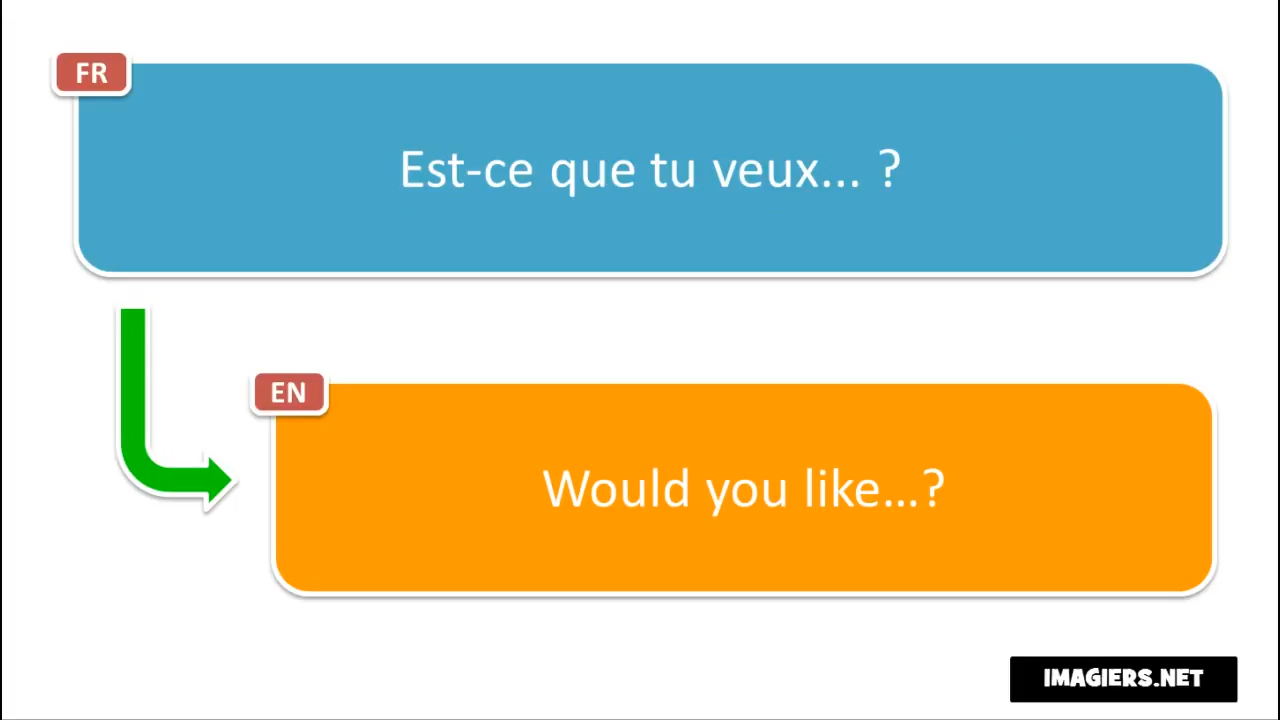 FR
Est-ce que tu veux... ?
EN
Would you like...?
IMAGIERS.NET